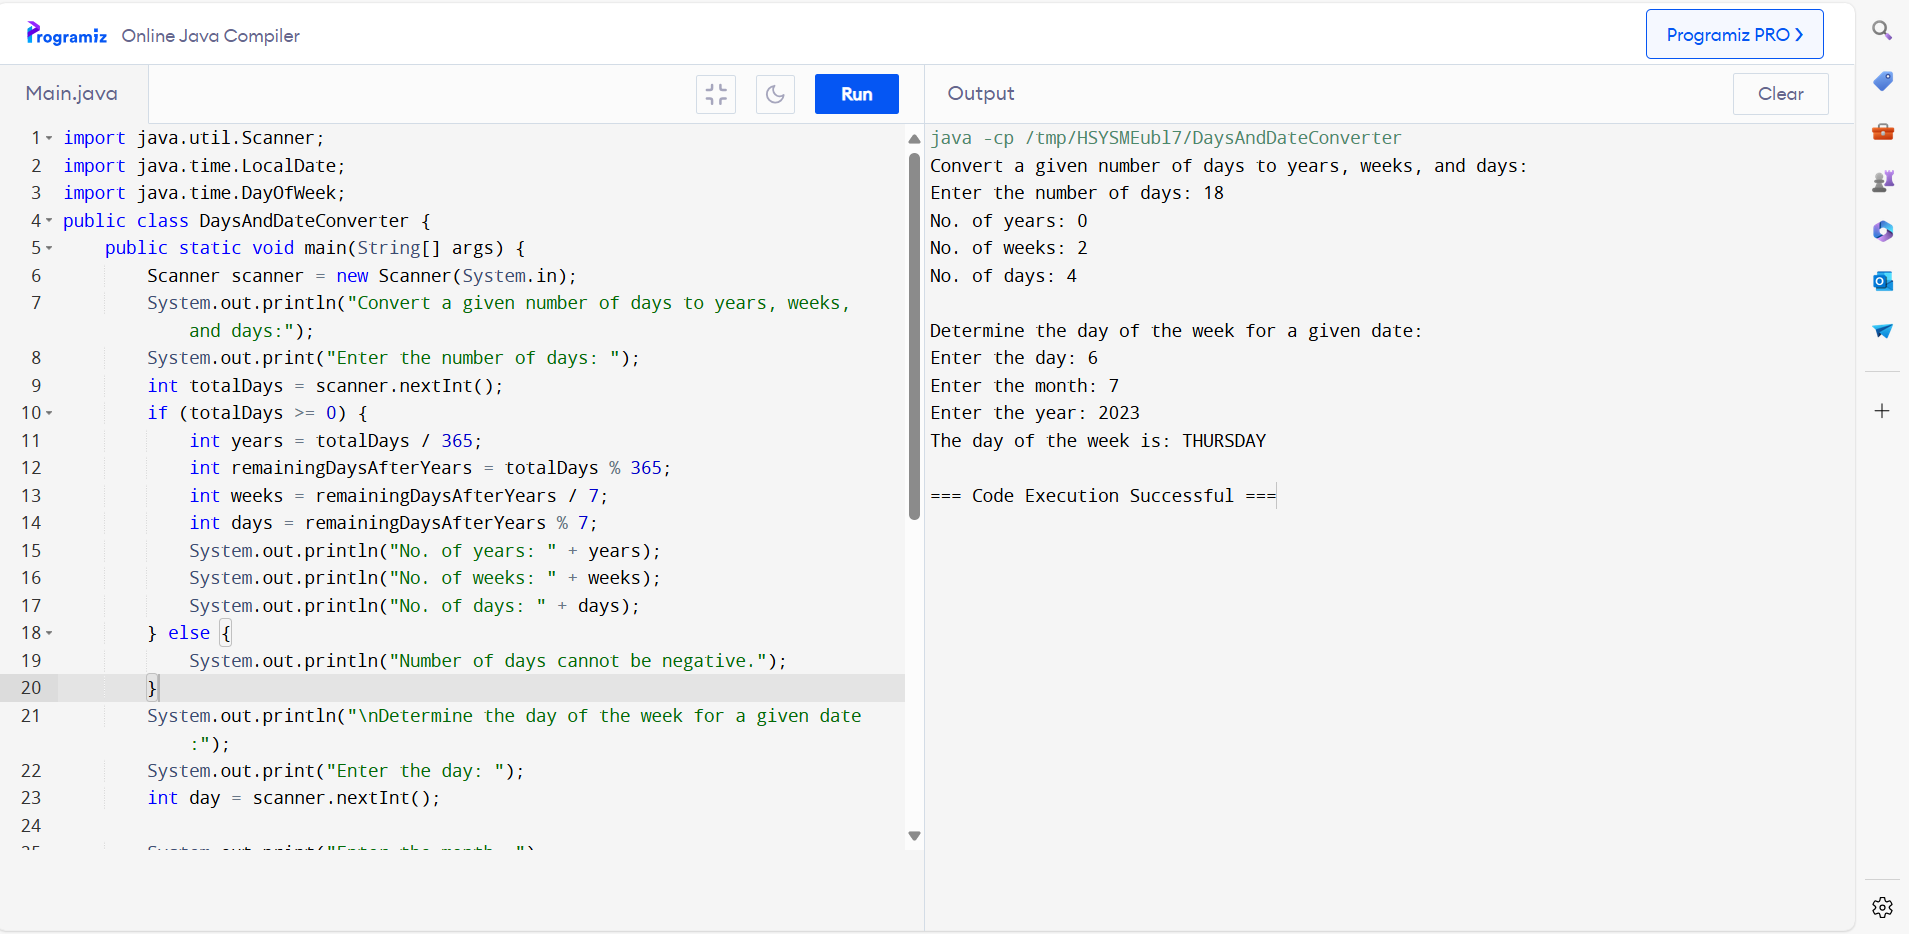 Programiz Online Java Compiler
Programiz PRO
Main.java
Run
Output
Clear
1 import java.util.Scanner;
2 import java.time.LocalDate;
3 import java.time.DayOfWeek;
4 public class DaysAndDateConverter {
5 public static void main(String[] args) {
6 Scanner scanner = new Scanner(System.in);
7 System.out.println("Convert a given number of days to years, weeks,
and days:");
8 System.out.print("Enter the number of days: ");
9 int totalDays = scanner.nextInt();
10 if (totalDays >= 0) {
11 int years = totalDays / 365;
12 int remainingDaysAfterYears = totalDays % 365;
13 int weeks = remainingDaysAfterYears / 7;
14 int days = remainingDaysAfterYears % 7;
15 System.out.println("No. of years: " + years);
16 System.out.println("No. of weeks: " + weeks);
17 System.out.println("No. of days: " + days);
18 } else {
19 System.out.println("Number of days cannot be negative.");
20 }
21 System.out.println("\nDetermine the day of the week for a given date
:");
22 System.out.print("Enter the day: ");
23 int day = scanner.nextInt();
24
java -cp /tmp/HSYSMEubl7/DaysAndDateConverter
Convert a given number of days to years, weeks, and days:
Enter the number of days: 18
No. of years: 0
No. of weeks: 2
No. of days: 4
Determine the day of the week for a given date:
Enter the day: 6
Enter the month: 7
Enter the year: 2023
The day of the week is: THURSDAY
=== Code Execution Successful ===